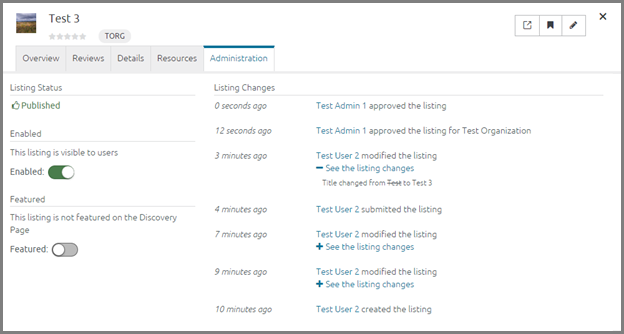 Test 3
TORG
Overview Reviews Details Resources Administration
Listing Status
Published
Enabled
This listing is visible to users
Enabled:
Featured
This listing is not featured on the Discovery
Page
Featured:
Listing Changes
0 seconds ago Test Admin 1 approved the listing
12 seconds ago Test Admin 1 approved the listing for Test Organization
3 minutes ago Test User 2 modified the listing
See the listing changes
Title changed from Test to Test 3
4 minutes ago Test User 2 submitted the listing
7 minutes ago Test User 2 modified the listing
See the listing changes
9 minutes ago Test User 2 modified the listing
See the listing changes
10 minutes ago Test User 2 created the listing